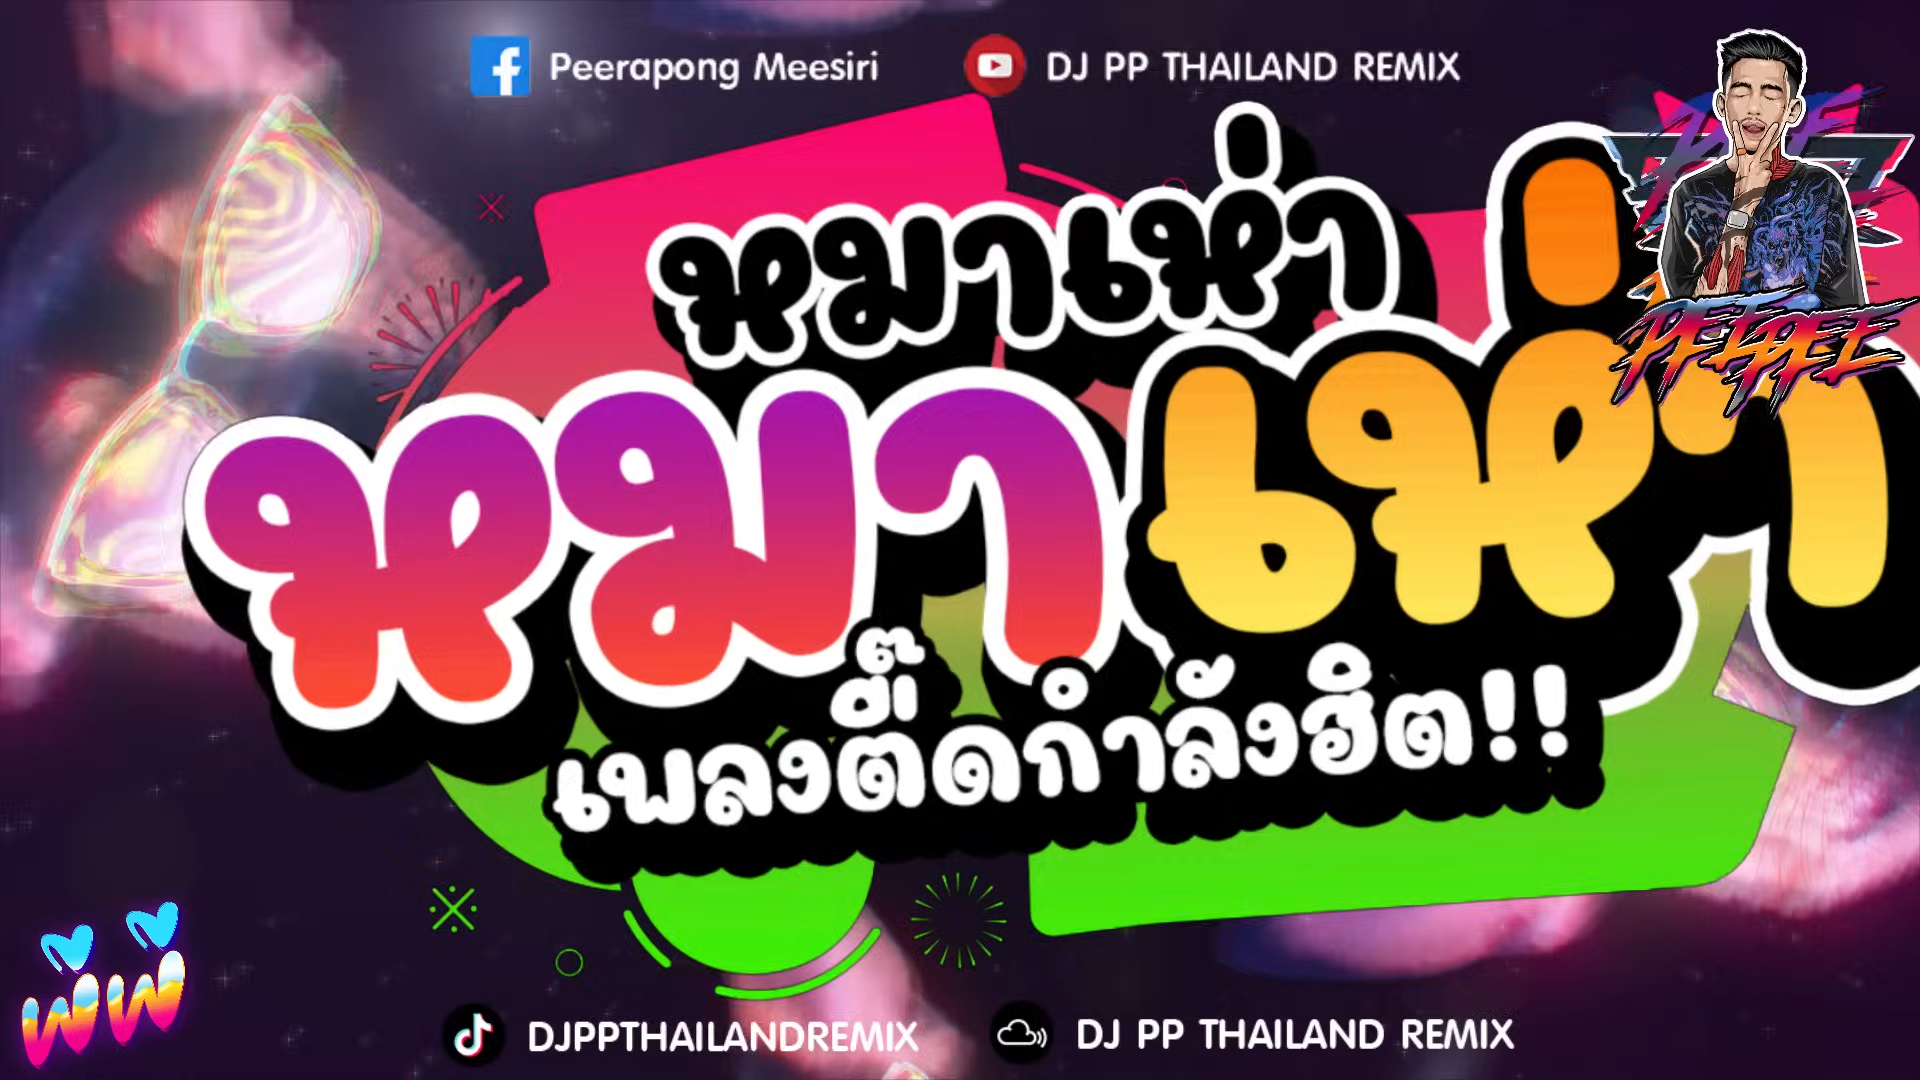 Peerapong Meesiri
DJ PP THAILAND REMIX
หมาเห่า
หมาเห่า
เพลงตื๊ดกำลังฮิต!!
PEEPEE
พีพี
DJPPTHAILANDREMIX
DJ PP THAILAND REMIX